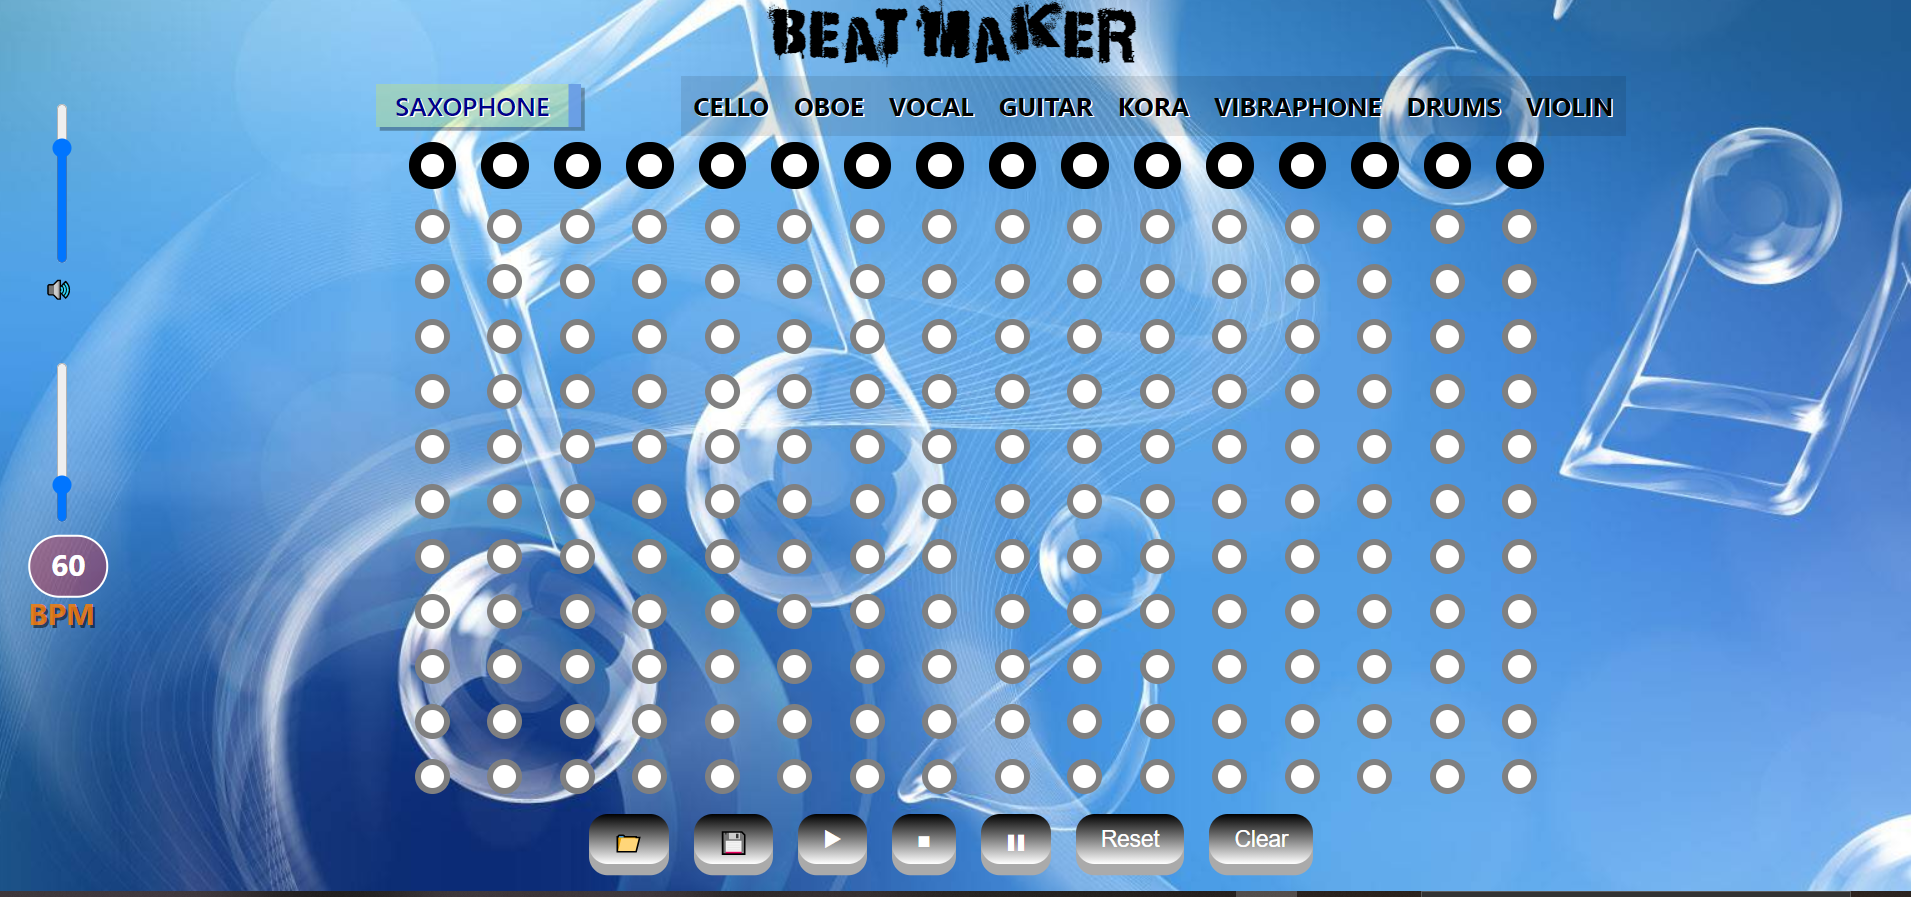 BEAT MAKER
SAXOPHONE CELLO OBOE VOCAL GUITAR KORA VIBRAPHONE DRUMS VIOLIN
60
BPM
Reset Clear